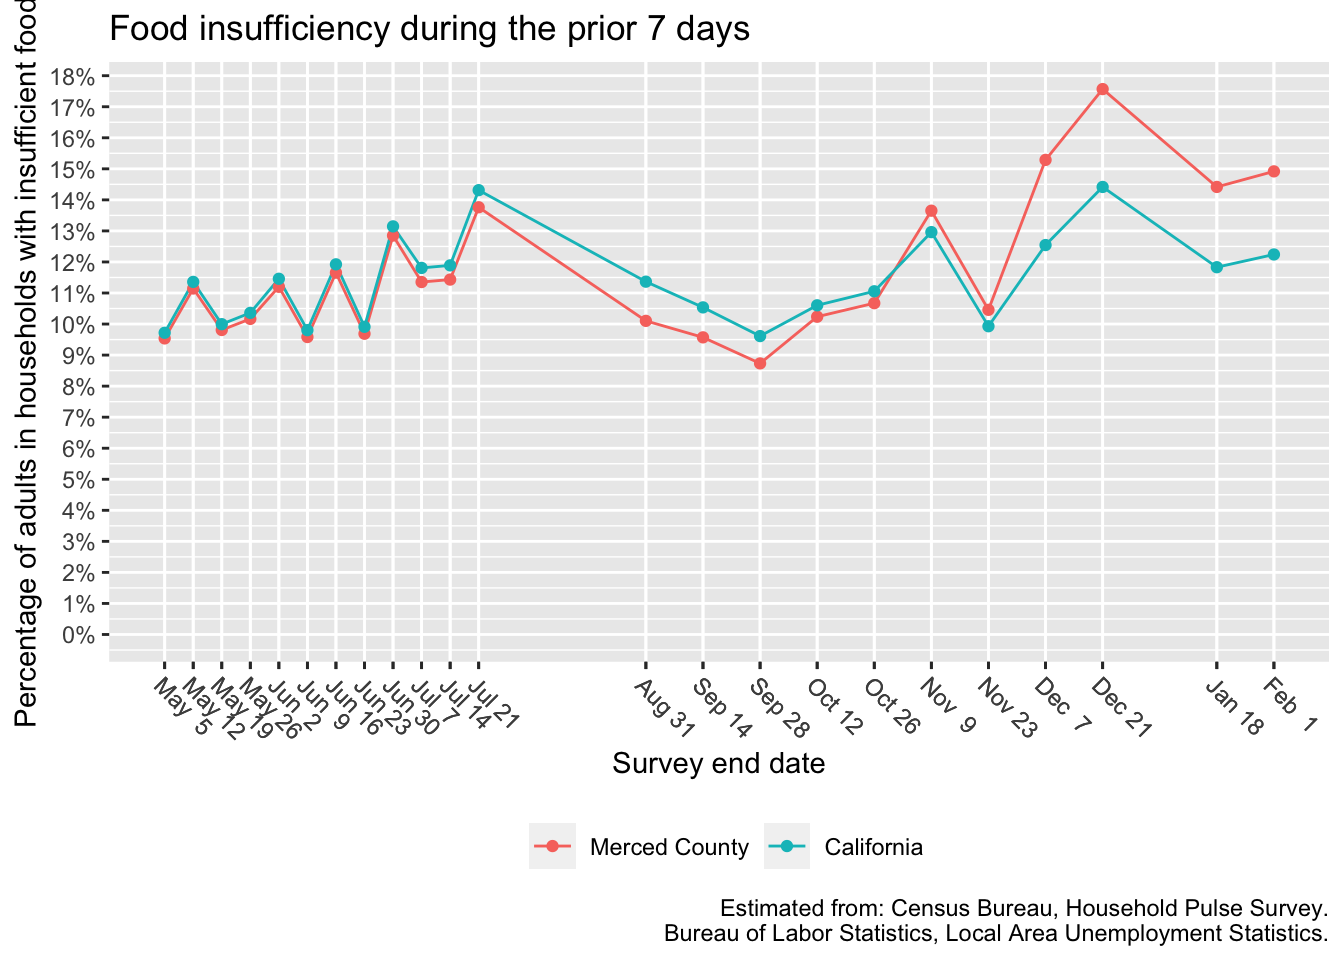 Food insufficiency during the prior 7 days
Percentage of adults in households with insufficient food
18%
17%
16%
15%
14%
13%
12%
11%
10%
9%
8%
7%
6%
5%
4%
3%
2%
1%
0%
May 5
May 12
May 19
May 26
Jun 2
Jun 9
Jun 16
Jun 23
Jun 30
Jul 7
Jul 14
Jul 21
Aug 31
Sep 14
Sep 28
Oct 12
Oct 26
Nov 9
Nov 23
Dec 7
Dec 21
Jan 18
Feb 1
Survey end date
Merced County
California
Estimated from: Census Bureau, Household Pulse Survey.
Bureau of Labor Statistics, Local Area Unemployment Statistics.